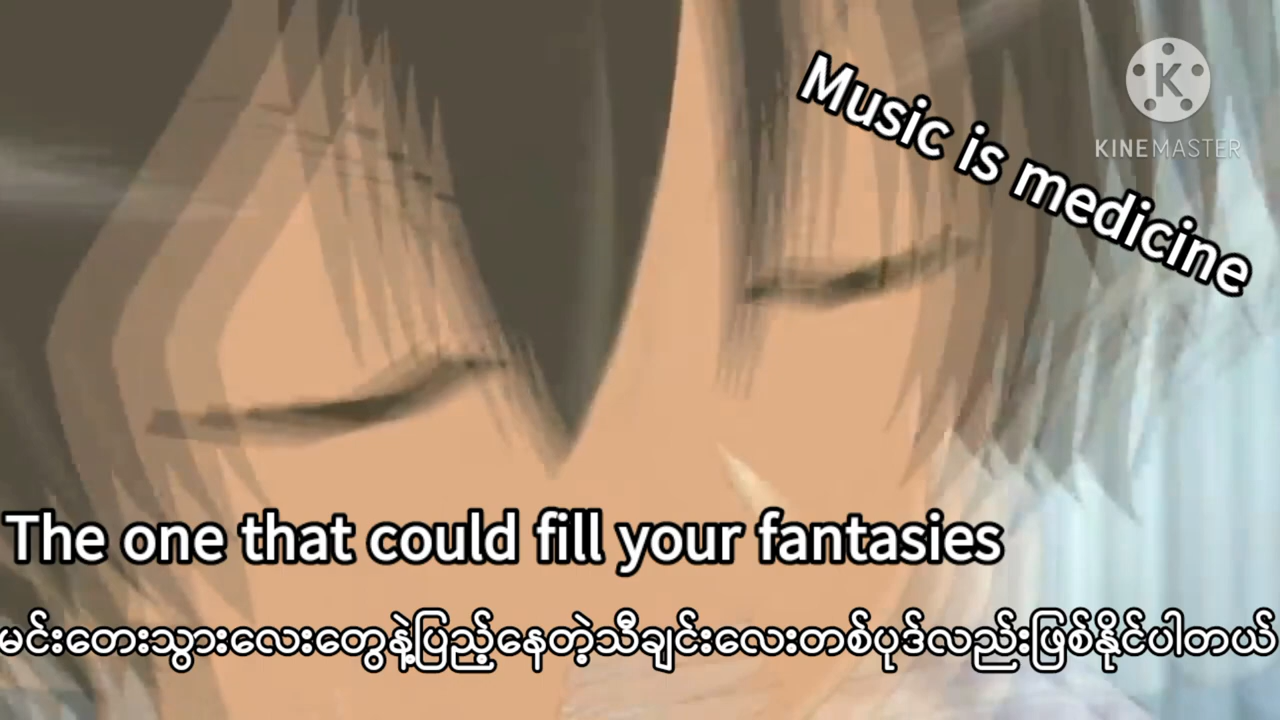 Music is medicine
KINEMASTER
The one that could fill your fantasies
မင်းတေးသွားလေးတွေနဲ့ပြည့်နေတဲ့သီချင်းလေးတစ်ပုဒ်လည်းဖြစ်နိုင်ပါတယ်